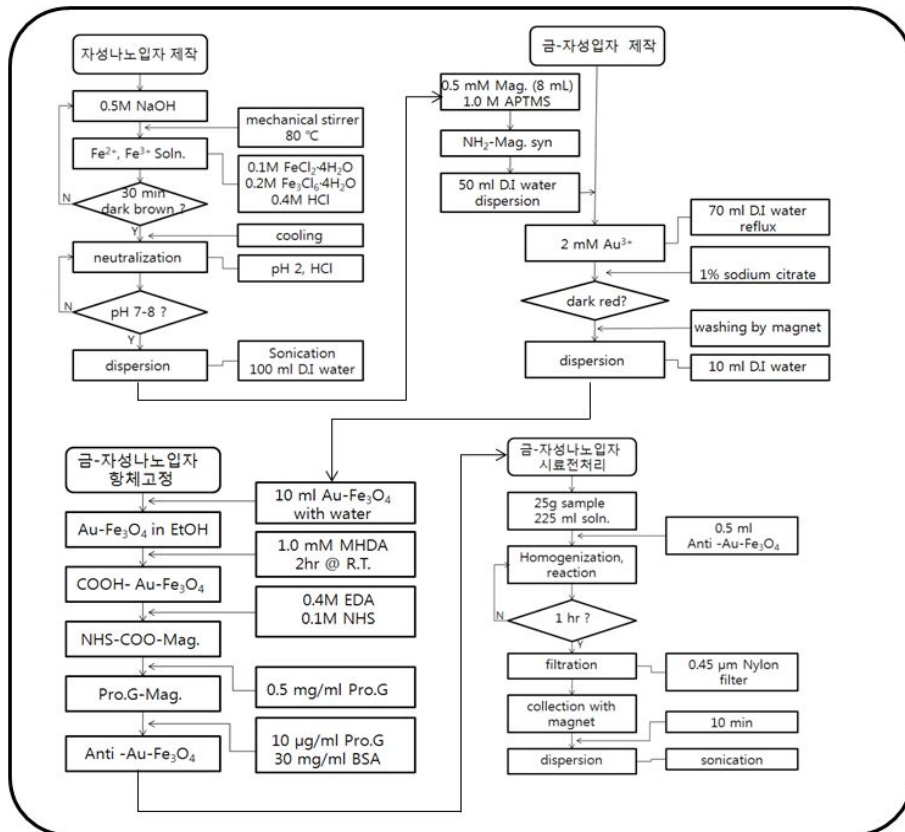 자성나노입자 제작
0.5M NaOH
mechanical stirrer
80 ℃
Fe²⁺, Fe³⁺ Soln.
0.1M FeCl₂·4H₂O
0.2M Fe₃Cl₆·4H₂O
0.4M HCl
30 min
dark brown ?
N
Y
cooling
neutralization
pH 2, HCl
N
pH 7-8 ?
Y
dispersion
Sonication
100 ml D.I water
금-자성입자 제작
0.5 mM Mag. (8 mL)
1.0 M APTMS
NH₂-Mag. syn
50 ml D.I water
dispersion
2 mM Au³⁺
70 ml D.I water
reflux
1% sodium citrate
dark red?
washing by magnet
dispersion
10 ml D.I water
금-자성나노입자
항체고정
10 ml Au-Fe₃O₄
with water
Au-Fe₃O₄ in EtOH
1.0 mM MHDA
2hr @ R.T.
COOH- Au-Fe₃O₄
0.4M EDA
0.1M NHS
NHS-COO-Mag.
0.5 mg/ml Pro.G
Pro.G-Mag.
10 µg/ml Pro.G
30 mg/ml BSA
Anti -Au-Fe₃O₄
금-자성나노입자
시료전처리
25g sample
225 ml soln.
0.5 ml
Anti -Au-Fe₃O₄
Homogenization,
reaction
N
1 hr ?
Y
filtration
0.45 µm Nylon
filter
collection with
magnet
10 min
dispersion
sonication